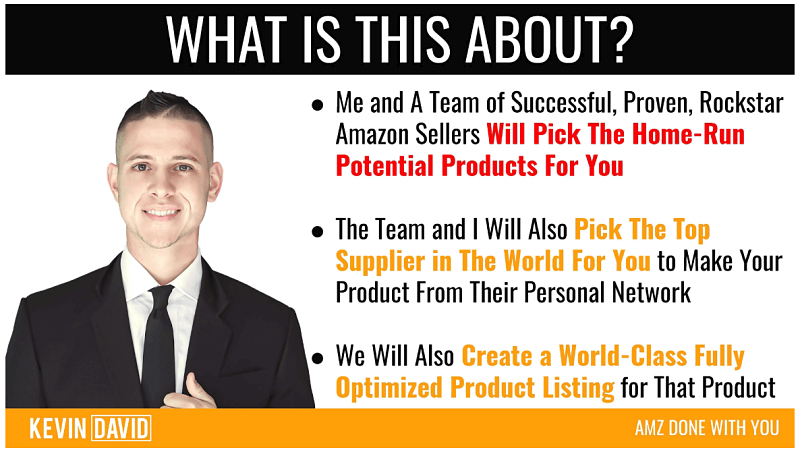 WHAT IS THIS ABOUT?
● Me and A Team of Successful, Proven, Rockstar
Amazon Sellers Will Pick The Home-Run
Potential Products For You
● The Team and I Will Also Pick The Top
Supplier in The World For You to Make Your
Product From Their Personal Network
● We Will Also Create a World-Class Fully
Optimized Product Listing for That Product
KEVIN DAVID
AMZ DONE WITH YOU